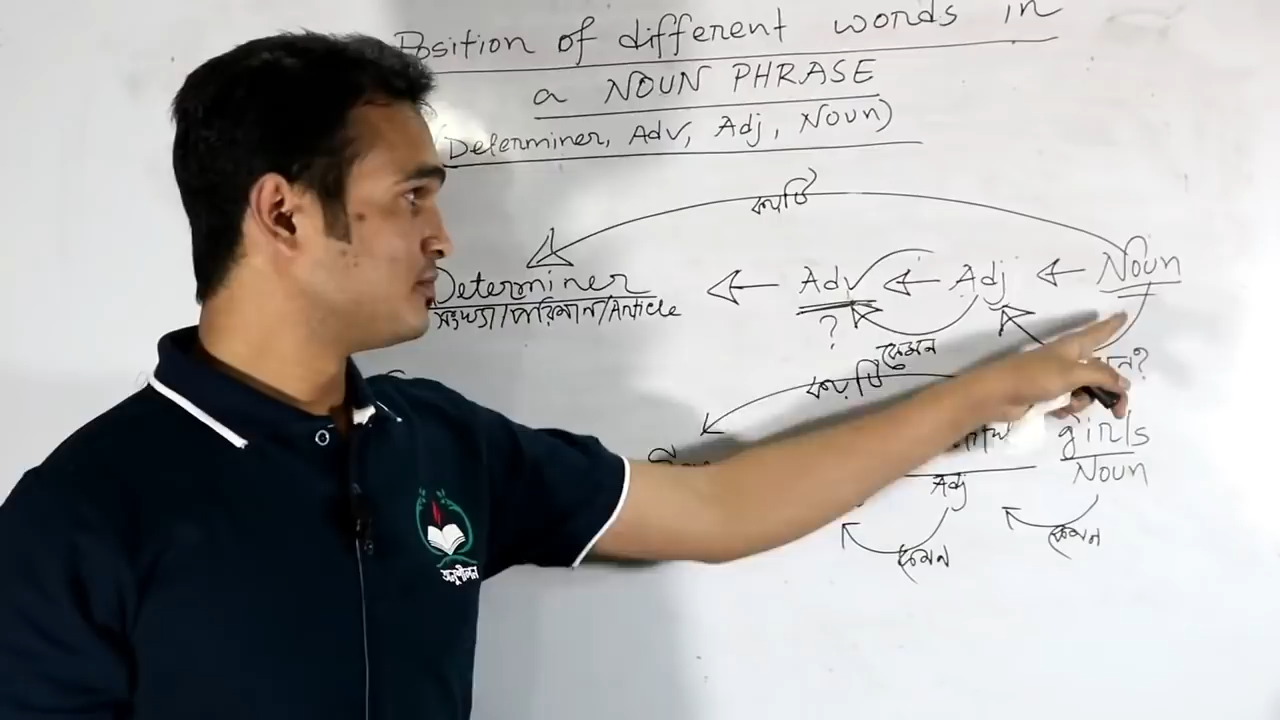 Position of different words in
a NOUN PHRASE
(Determiner, Adv, Adj, Noun)
কয়টি
Determiner Adv Adj Noun
সংখ্যা/পরিমান/Article ?
কেমন
কয়টি
girls
Adj Noun
কেমন কেমন
অনুশীলন